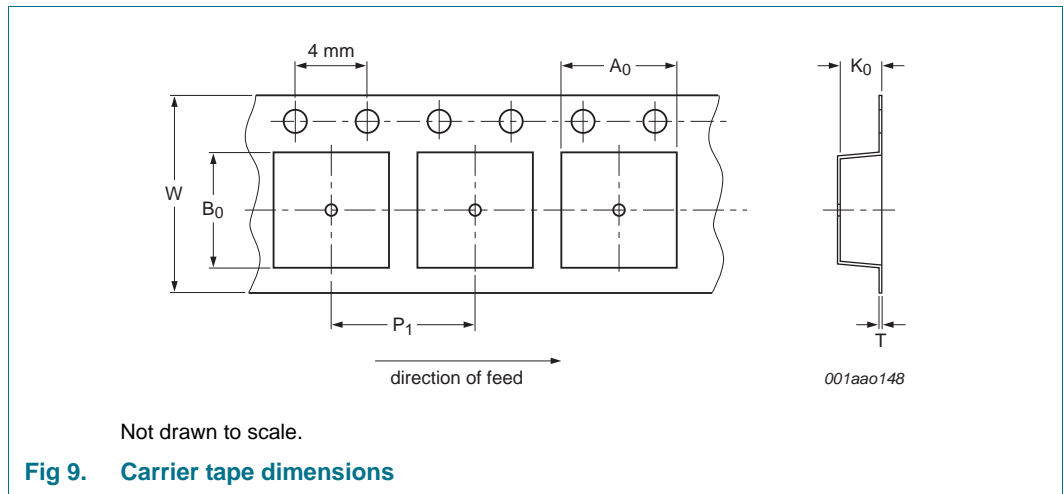 4 mm
A0
K0
W
B0
P1
T
direction of feed
001aao148
Not drawn to scale.
Fig 9. Carrier tape dimensions